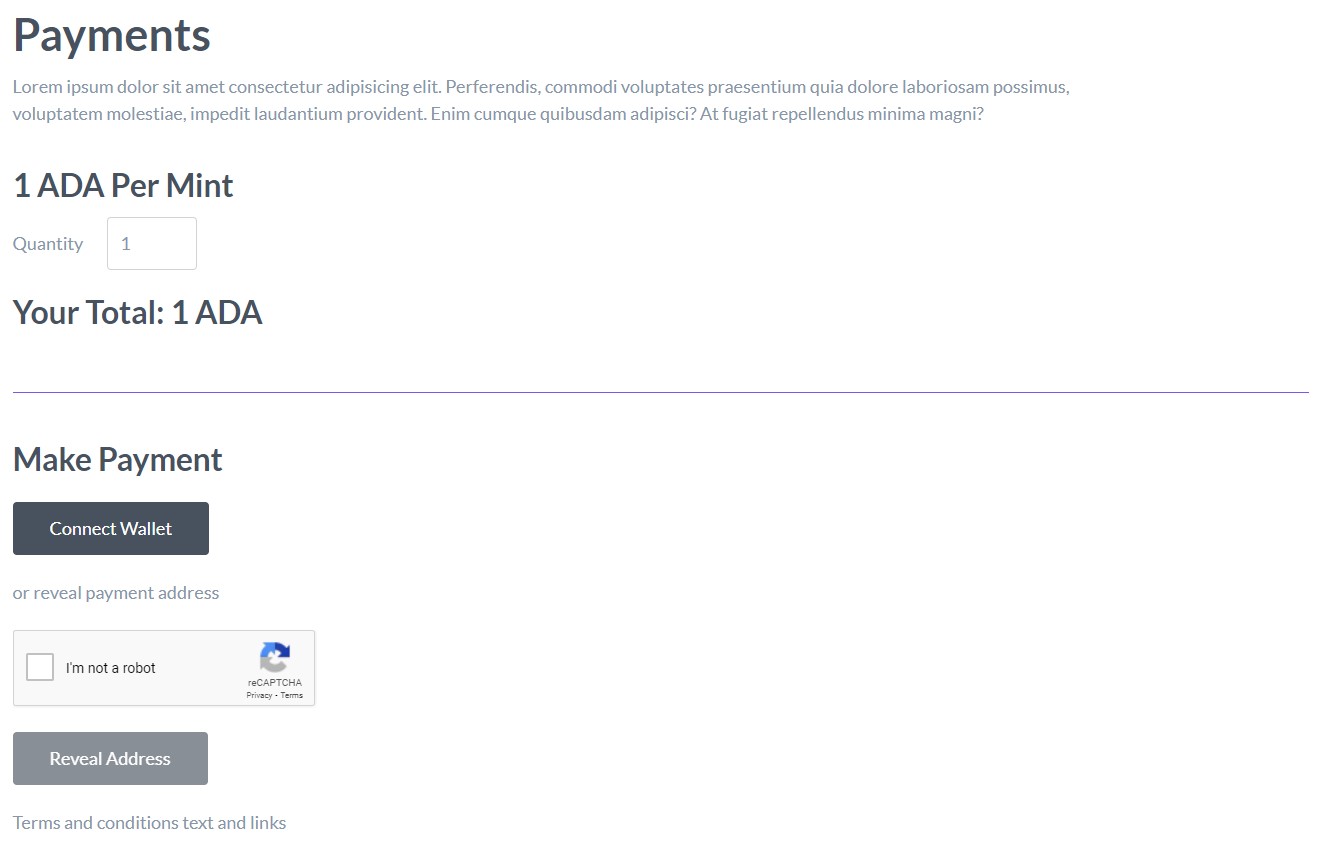 Payments
Lorem ipsum dolor sit amet consectetur adipisicing elit. Perferendis, commodi voluptates praesentium quia dolore laboriosam possimus,
voluptatem molestiae, impedit laudantium provident. Enim cumque quibusdam adipisci? At fugiat repellendus minima magni?
1 ADA Per Mint
Quantity 1
Your Total: 1 ADA
Make Payment
Connect Wallet
or reveal payment address
I'm not a robot
reCAPTCHA
Privacy - Terms
Reveal Address
Terms and conditions text and links